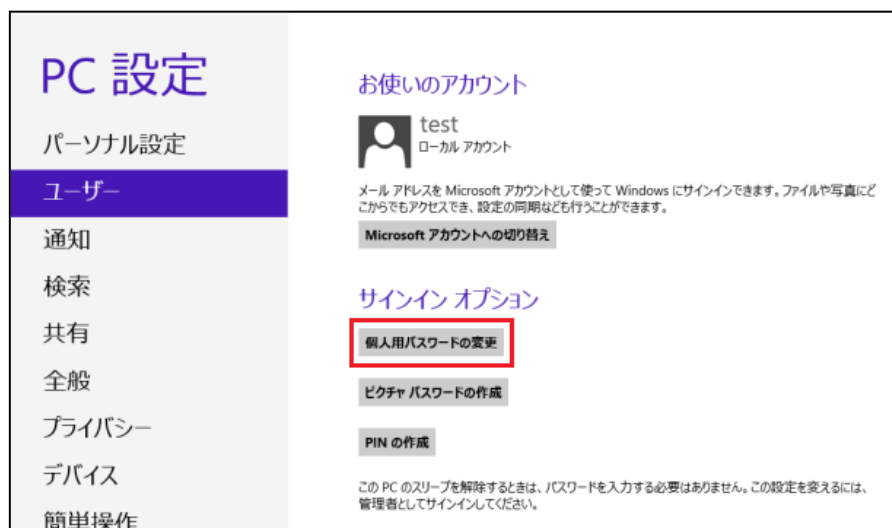 PC 設定
パーソナル設定
ユーザー
通知
検索
共有
全般
プライバシー
デバイス
簡単操作
お使いのアカウント
test
ローカル アカウント
メール アドレスを Microsoft アカウントとして使って Windows にサインインできます。ファイルや写真にど
こからでもアクセスでき、設定の同期なども行うことができます。
Microsoft アカウントへの切り替え
サインイン オプション
個人用パスワードの変更
ピクチャ パスワードの作成
PIN の作成
この PC のスリープを解除するときは、パスワードを入力する必要はありません。この設定を変えるには、
管理者としてサインインしてください。